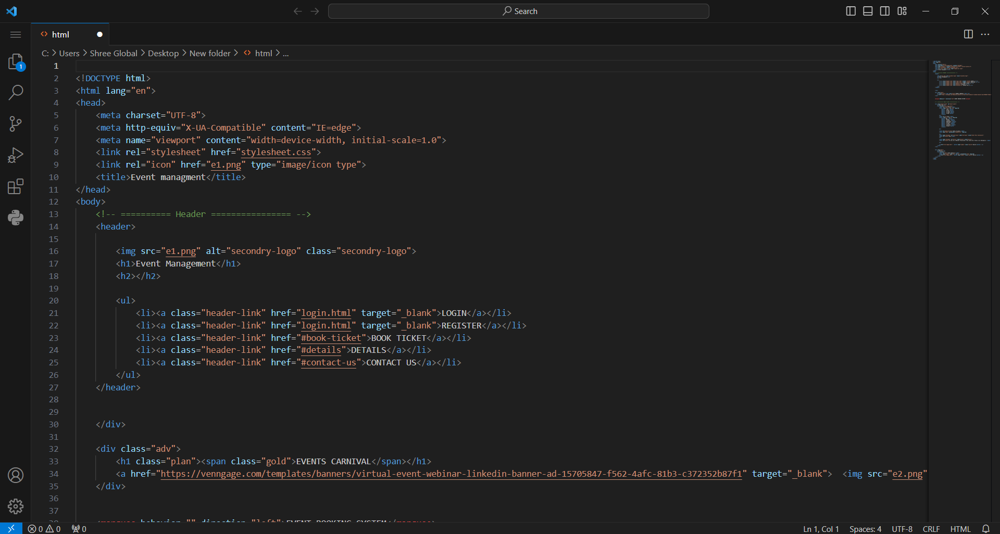 Search
html
C: > Users > Shree Global > Desktop > New folder > <> html > ...
1
1
2 <!DOCTYPE html>
3 <html lang="en">
4 <head>
5     <meta charset="UTF-8">
6     <meta http-equiv="X-UA-Compatible" content="IE=edge">
7     <meta name="viewport" content="width=device-width, initial-scale=1.0">
8     <link rel="stylesheet" href="stylesheet.css">
9     <link rel="icon" href="e1.png" type="image/icon type">
10     <title>Event managment</title>
11 </head>
12 <body>
13     <!-- ========== Header ================ -->
14     <header>
15
16         <img src="e1.png" alt="secondry-logo" class="secondry-logo">
17         <h1>Event Management</h1>
18         <h2></h2>
19
20         <ul>
21             <li><a class="header-link" href="login.html" target="_blank">LOGIN</a></li>
22             <li><a class="header-link" href="login.html" target="_blank">REGISTER</a></li>
23             <li><a class="header-link" href="#book-ticket">BOOK TICKET</a></li>
24             <li><a class="header-link" href="#details">DETAILS</a></li>
25             <li><a class="header-link" href="#contact-us">CONTACT US</a></li>
26         </ul>
27     </header>
28
29
30     </div>
31
32     <div class="adv">
33         <h1 class="plan"><span class="gold">EVENTS CARNIVAL</span></h1>
34         <a href="https://venngage.com/templates/banners/virtual-event-webinar-linkedin-banner-ad-15705847-f562-4afc-81b3-c372352b87f1" target="_blank">  <img src="e2.png"
35     </div>
36
37
38     <marquee behavior="" direction="left">EVENT BOOKING SYSTEM</marquee>
0 0 0 Ln 1, Col 1 Spaces: 4 UTF-8 CRLF HTML